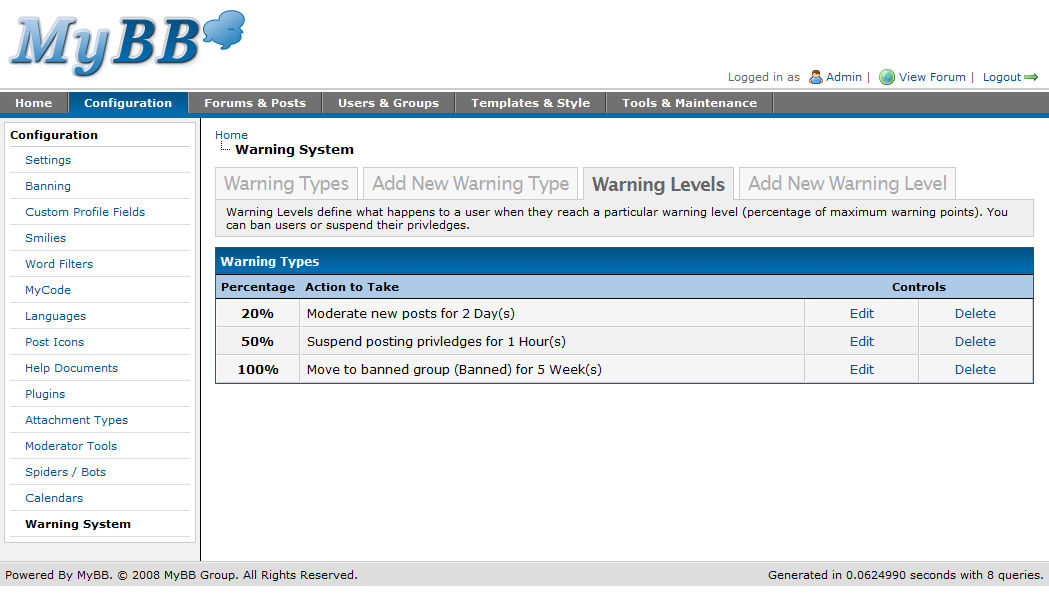 MyBB
Logged in as Admin | View Forum | Logout
Home Configuration Forums & Posts Users & Groups Templates & Style Tools & Maintenance
Configuration
Settings
Banning
Custom Profile Fields
Smilies
Word Filters
MyCode
Languages
Post Icons
Help Documents
Plugins
Attachment Types
Moderator Tools
Spiders / Bots
Calendars
Warning System
Home
Warning System
Warning Types Add New Warning Type Warning Levels Add New Warning Level
Warning Levels define what happens to a user when they reach a particular warning level (percentage of maximum warning points). You
can ban users or suspend their privledges.
Warning Types
Percentage Action to Take Controls
20% Moderate new posts for 2 Day(s) Edit Delete
50% Suspend posting privledges for 1 Hour(s) Edit Delete
100% Move to banned group (Banned) for 5 Week(s) Edit Delete
Powered By MyBB. © 2008 MyBB Group. All Rights Reserved. Generated in 0.0624990 seconds with 8 queries.